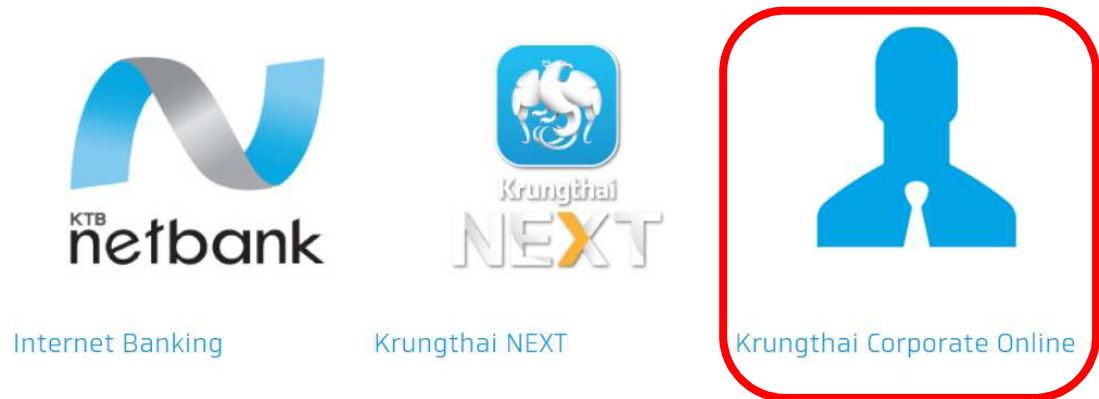 KTB
netbank
Krungthai
NEXT
Internet Banking
Krungthai NEXT
Krungthai Corporate Online